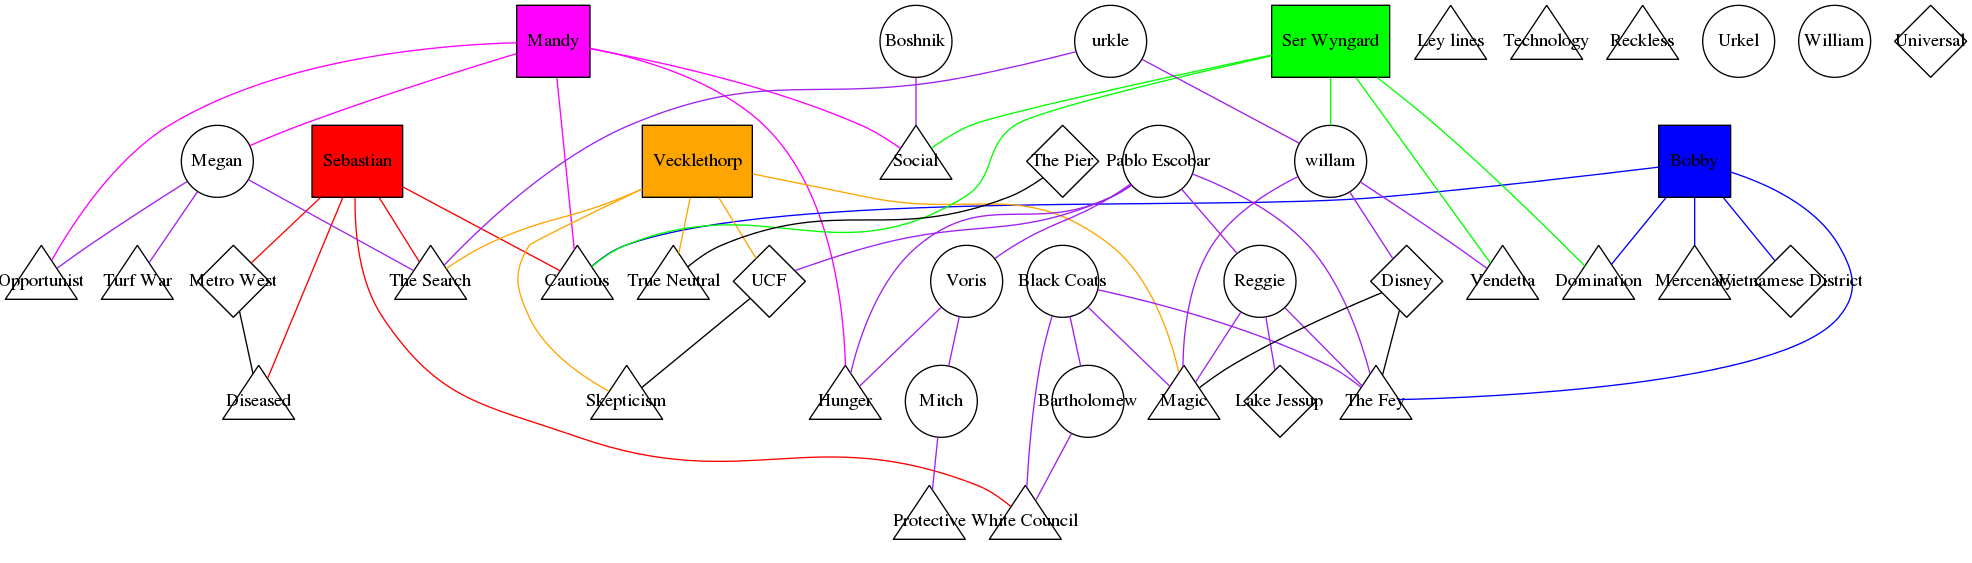 Mandy
Boshnik
urkle
Ser Wyngard
Ley lines
Technology
Reckless
Urkel
William
Universal
Megan
Sebastian
Vecklethorp
Social
The Pier
Pablo Escobar
willam
Bobby
Opportunist
Turf War
Metro West
The Search
Cautious
True Neutral
UCF
Voris
Black Coats
Reggie
Disney
Vendetta
Domination
Mercenary
Vietnamese District
Diseased
Skepticism
Hunger
Mitch
Bartholomew
Magic
Lake Jessup
The Fey
Protective
White Council